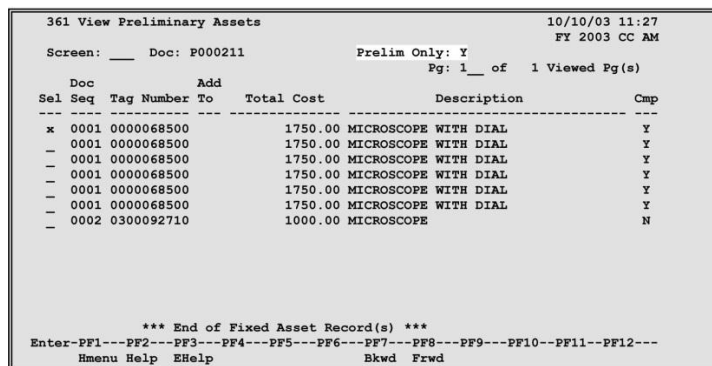 361 View Preliminary Assets 10/10/03 11:27
FY 2003 CC AM
Screen: ___ Doc: P000211 Prelim Only: Y
Pg: 1__ of 1 Viewed Pg(s)
Doc Add
Sel Seq Tag Number To Total Cost Description Cmp
--- ---- ---------- --- --------------- ----------------------------------- ---
x 0001 0000068500 1750.00 MICROSCOPE WITH DIAL Y
_ 0001 0000068500 1750.00 MICROSCOPE WITH DIAL Y
_ 0001 0000068500 1750.00 MICROSCOPE WITH DIAL Y
_ 0001 0000068500 1750.00 MICROSCOPE WITH DIAL Y
_ 0001 0000068500 1750.00 MICROSCOPE WITH DIAL Y
_ 0001 0000068500 1750.00 MICROSCOPE WITH DIAL Y
_ 0002 0300092710 1000.00 MICROSCOPE N
*** End of Fixed Asset Record(s) ***
Enter-PF1---PF2---PF3---PF4---PF5---PF6---PF7---PF8---PF9---PF10--PF11--PF12---
Hmenu Help EHelp Bkwd Frwd